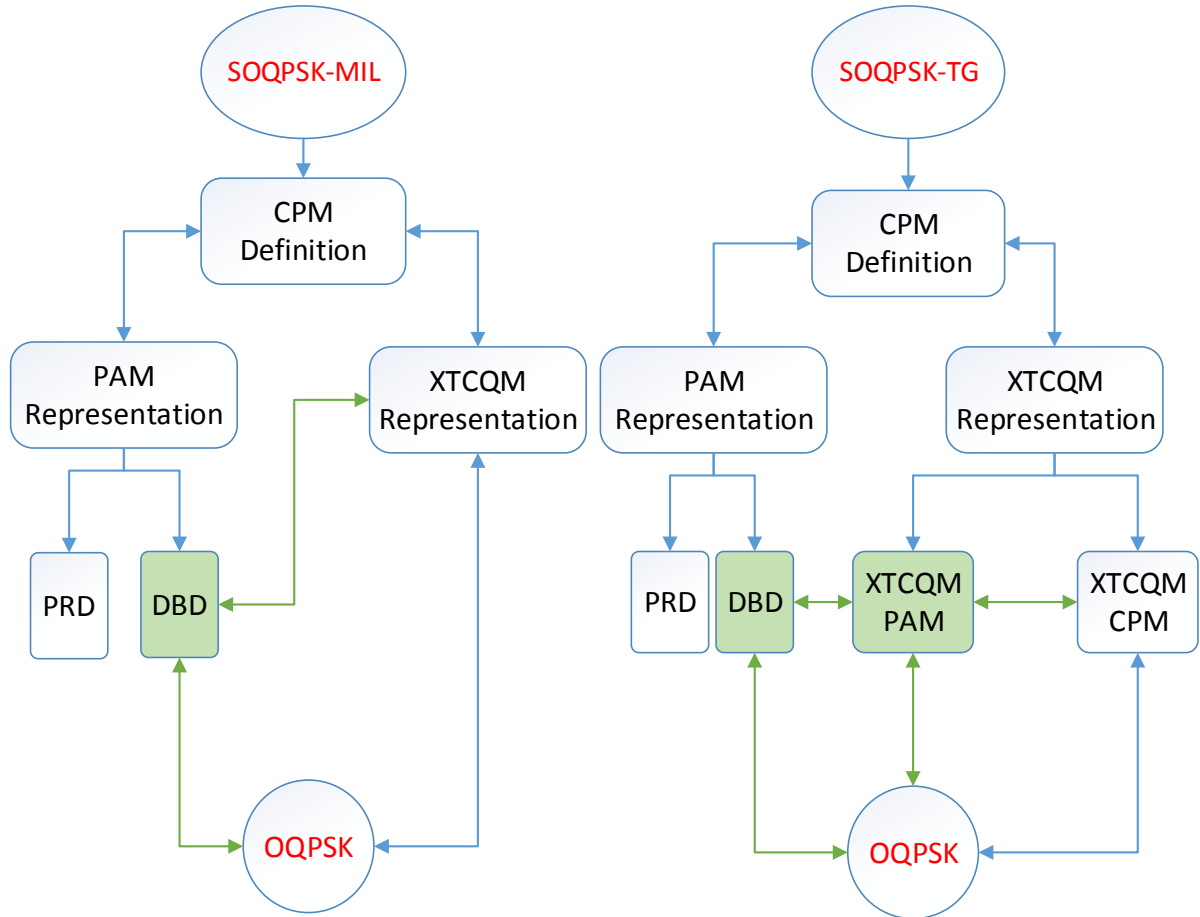 SOQPSK-MIL
CPM
Definition
PAM
Representation
XTCQM
Representation
PRD
DBD
OQPSK
SOQPSK-TG
CPM
Definition
PAM
Representation
XTCQM
Representation
PRD
DBD
XTCQM
PAM
XTCQM
CPM
OQPSK